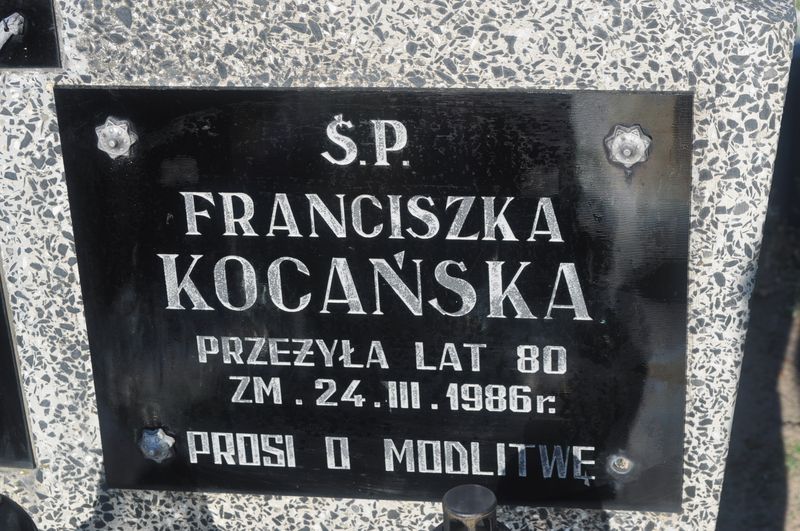 Ś.P.
FRANCISZKA
KOCAŃSKA
PRZEŻYŁA LAT 80
ZM. 24. III. 1986r.
PROSI O MODLITWĘ